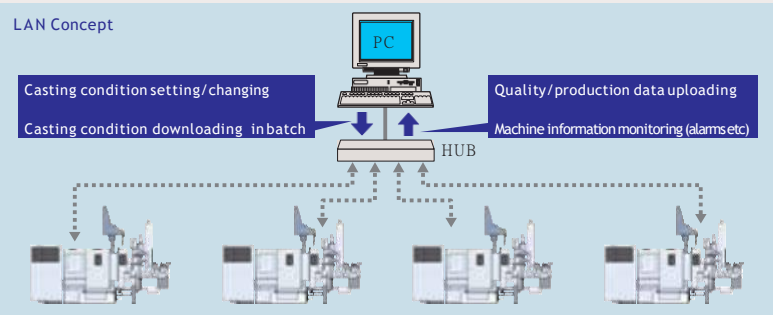 LAN Concept
PC
Casting condition setting/changing
Casting condition downloading in batch
Quality/production data uploading
Machine information monitoring (alarms etc)
HUB